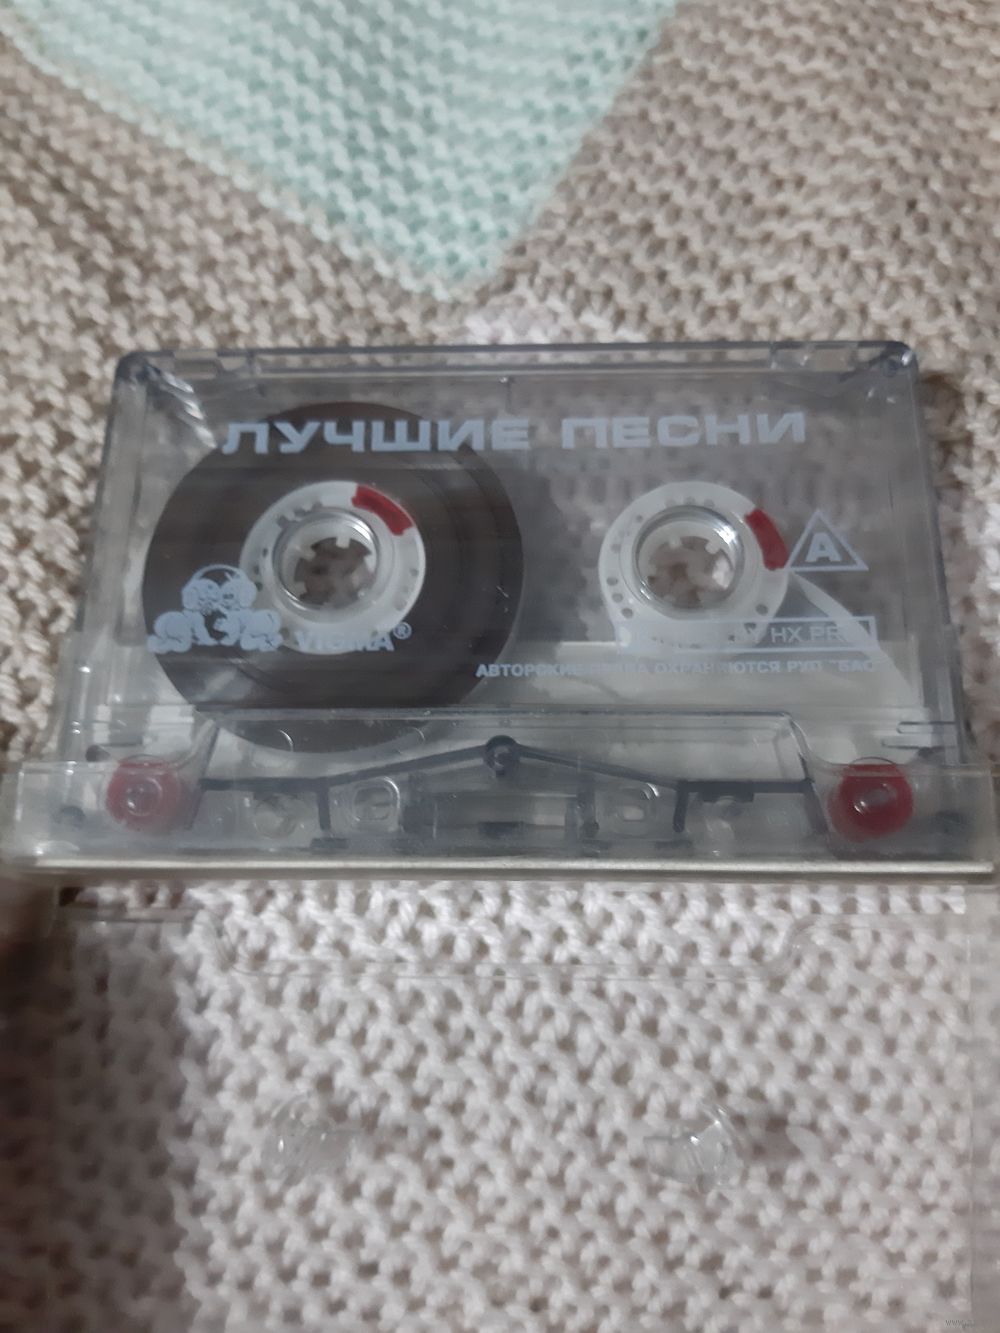 ЛУЧШИЕ ПЕСНИ
A
VIGMA®
HX PRO
АВТОРСКИЕ ПРАВА ОХРАНЯЮТСЯ РУП "БАС